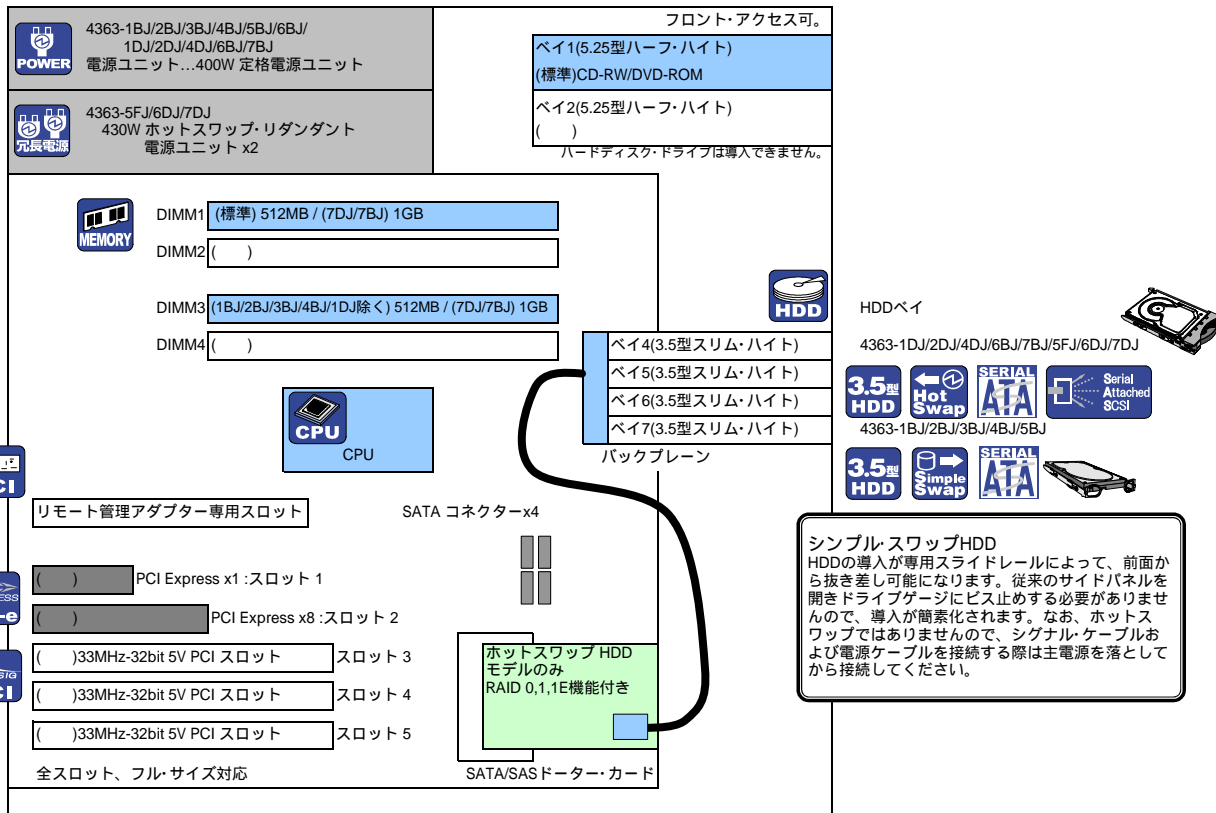 POWER
4363-1BJ/2BJ/3BJ/4BJ/5BJ/6BJ/
1DJ/2DJ/4DJ/6BJ/7BJ
電源ユニット…400W 定格電源ユニット
冗長電源
4363-5FJ/6DJ/7DJ
430W ホットスワップ・リダンダント
電源ユニット x2
フロント・アクセス可。
ベイ1(5.25型ハーフ・ハイト)
(標準)CD-RW/DVD-ROM
ベイ2(5.25型ハーフ・ハイト)
(　　)
ハードディスク・ドライブは導入できません。
MEMORY
DIMM1 (標準) 512MB / (7DJ/7BJ) 1GB
DIMM2 (　　)
DIMM3 (1BJ/2BJ/3BJ/4BJ/1DJ除く) 512MB / (7DJ/7BJ) 1GB
DIMM4 (　　)
HDD
ベイ4(3.5型スリム・ハイト)
ベイ5(3.5型スリム・ハイト)
ベイ6(3.5型スリム・ハイト)
ベイ7(3.5型スリム・ハイト)
バックプレーン
CPU
CPU
HDDベイ
4363-1DJ/2DJ/4DJ/6BJ/7BJ/5FJ/6DJ/7DJ
3.5型 HDD
Hot Swap
SERIAL ATA
Serial Attached SCSI
4363-1BJ/2BJ/3BJ/4BJ/5BJ
3.5型 HDD
Simple Swap
SERIAL ATA
CI
リモート管理アダプター専用スロット
SATA コネクターx4
ESS
-e
(　　) PCI Express x1 :スロット 1
(　　) PCI Express x8 :スロット 2
SIG
CI
(　　)33MHz-32bit 5V PCI スロット スロット 3
(　　)33MHz-32bit 5V PCI スロット スロット 4
(　　)33MHz-32bit 5V PCI スロット スロット 5
全スロット、フル・サイズ対応
ホットスワップ HDD
モデルのみ
RAID 0,1,1E機能付き
SATA/SASドーター・カード
シンプル・スワップHDD
HDDの導入が専用スライドレールによって、前面か
ら抜き差し可能になります。従来のサイドパネルを
開きドライブゲージにビス止めする必要がありませ
んので、導入が簡素化されます。なお、ホットス
ワップではありませんので、シグナル・ケーブルお
よび電源ケーブルを接続する際は主電源を落として
から接続してください。